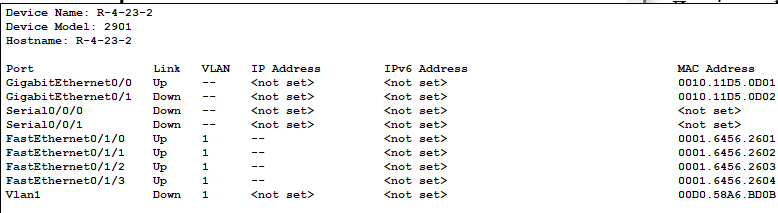 Device Name: R-4-23-2
Device Model: 2901
Hostname: R-4-23-2
Port Link VLAN IP Address IPv6 Address MAC Address
GigabitEthernet0/0 Up -- <not set> <not set> 0010.11D5.0D01
GigabitEthernet0/1 Down -- <not set> <not set> 0010.11D5.0D02
Serial0/0/0 Down -- <not set> <not set> <not set>
Serial0/0/1 Down -- <not set> <not set> <not set>
FastEthernet0/1/0 Up 1 -- <not set> 0001.6456.2601
FastEthernet0/1/1 Up 1 -- <not set> 0001.6456.2602
FastEthernet0/1/2 Up 1 -- <not set> 0001.6456.2603
FastEthernet0/1/3 Up 1 -- <not set> 0001.6456.2604
Vlan1 Down 1 <not set> <not set> 00D0.58A6.BD0B